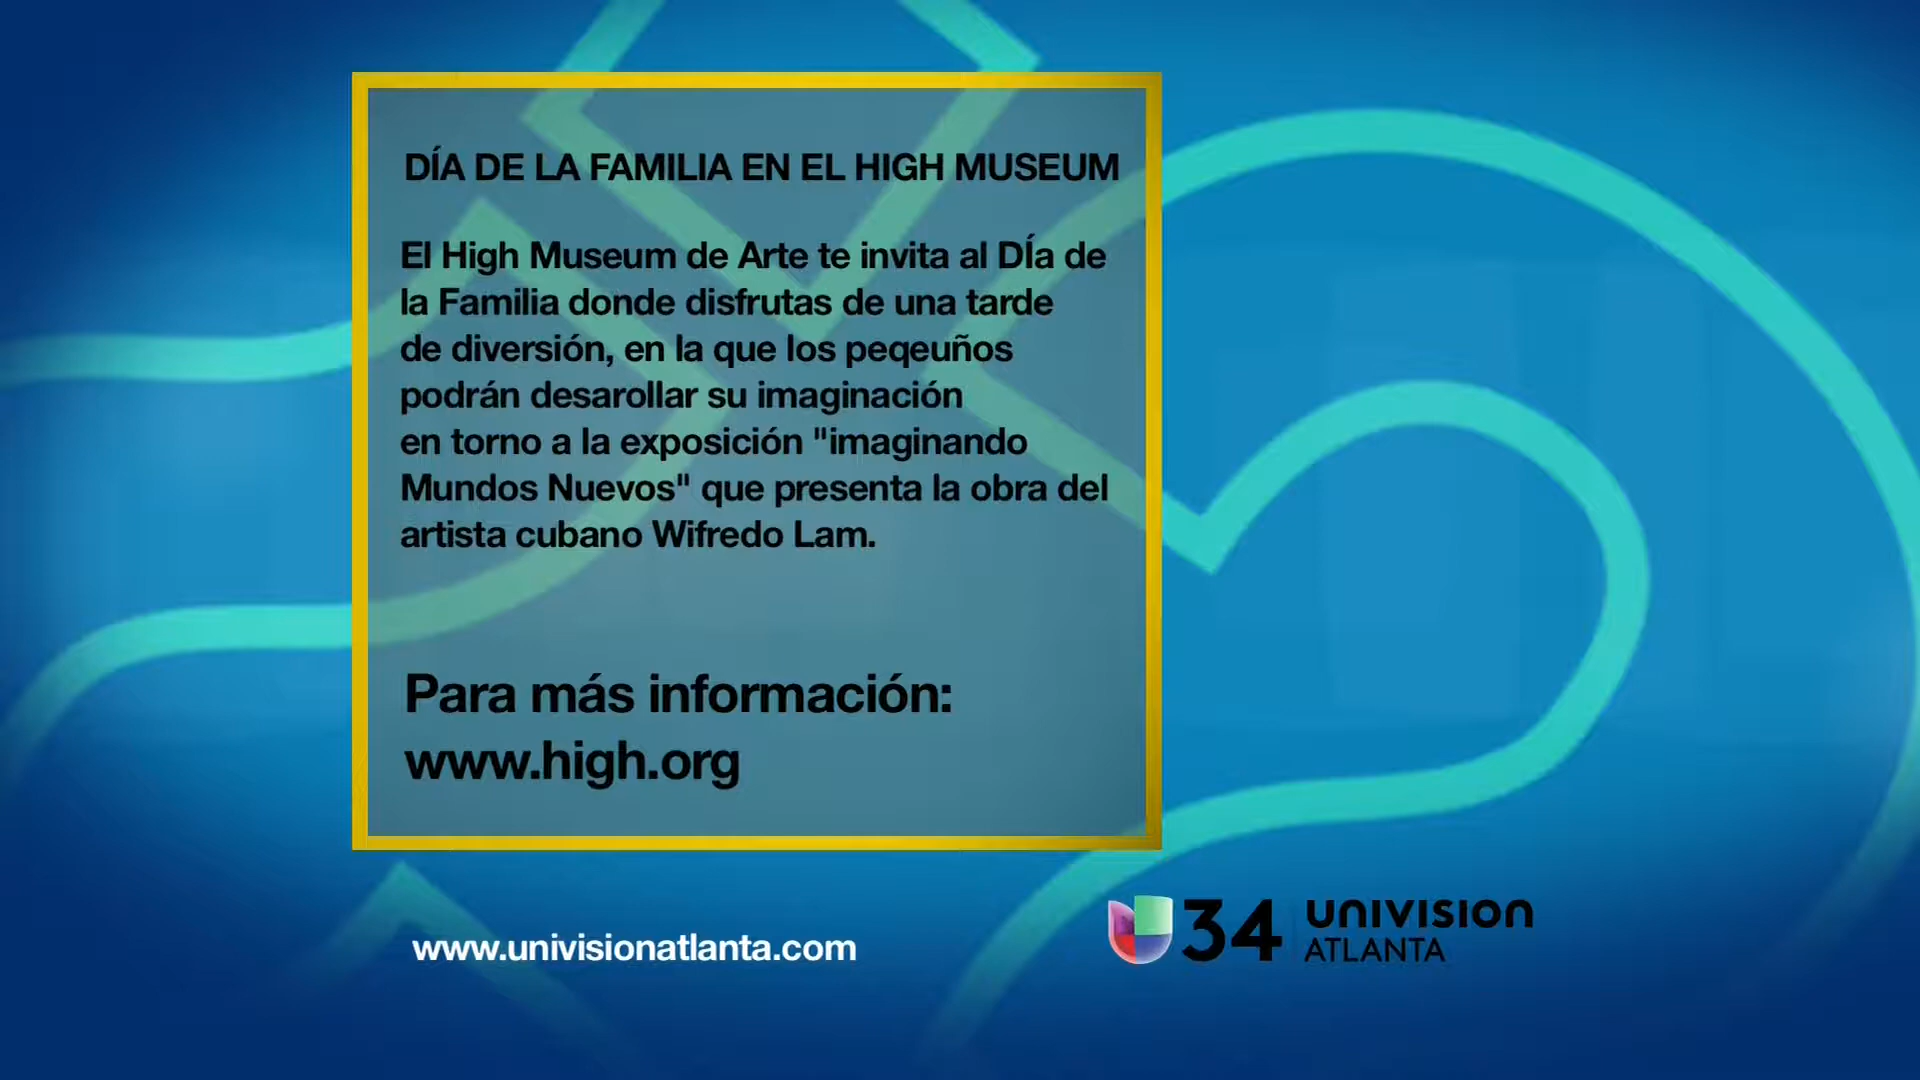 DÍA DE LA FAMILIA EN EL HIGH MUSEUM
El High Museum de Arte te invita al DÍa de
la Familia donde disfrutas de una tarde
de diversión, en la que los peqeuños
podrán desarollar su imaginación
en torno a la exposición "imaginando
Mundos Nuevos" que presenta la obra del
artista cubano Wifredo Lam.
Para más información:
www.high.org
www.univisionatlanta.com
34 UNIVISION
ATLANTA